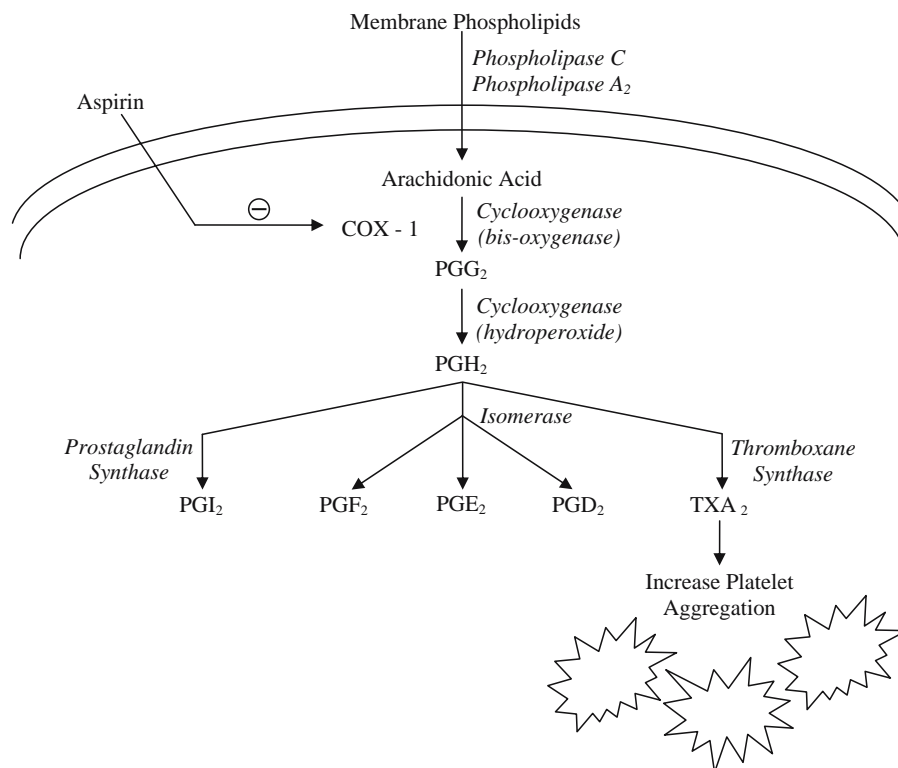 Membrane Phospholipids
Phospholipase C
Phospholipase A₂
Aspirin
Arachidonic Acid
Cyclooxygenase
(bis-oxygenase)
COX - 1
PGG₂
Cyclooxygenase
(hydroperoxide)
PGH₂
Isomerase
Prostaglandin
Synthase
Thromboxane
Synthase
PGI₂
PGF₂
PGE₂
PGD₂
TXA ₂
Increase Platelet
Aggregation